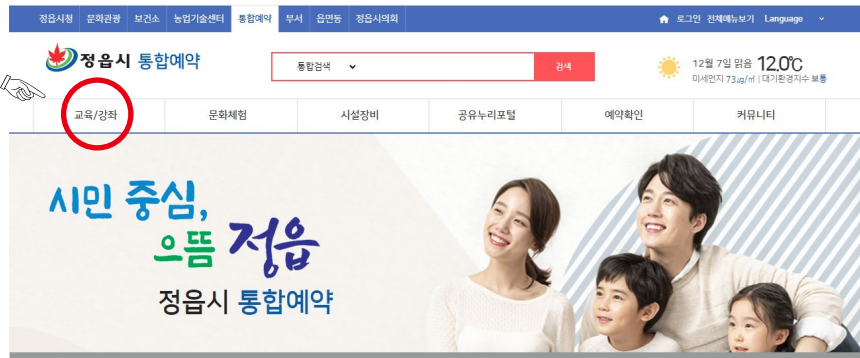 정읍시청 문화관광 보건소 농업기술센터 통합예약 부서 읍면동 정읍시의회 로그인 전체메뉴보기 Language
정읍시 통합예약 통합검색 검색 12월 7일 맑음 12.0℃
미세먼지 73㎍/㎥ | 대기환경지수 보통
교육/강좌 문화체험 시설장비 공유누리포털 예약확인 커뮤니티
시민 중심,
으뜸 정읍
정읍시 통합예약